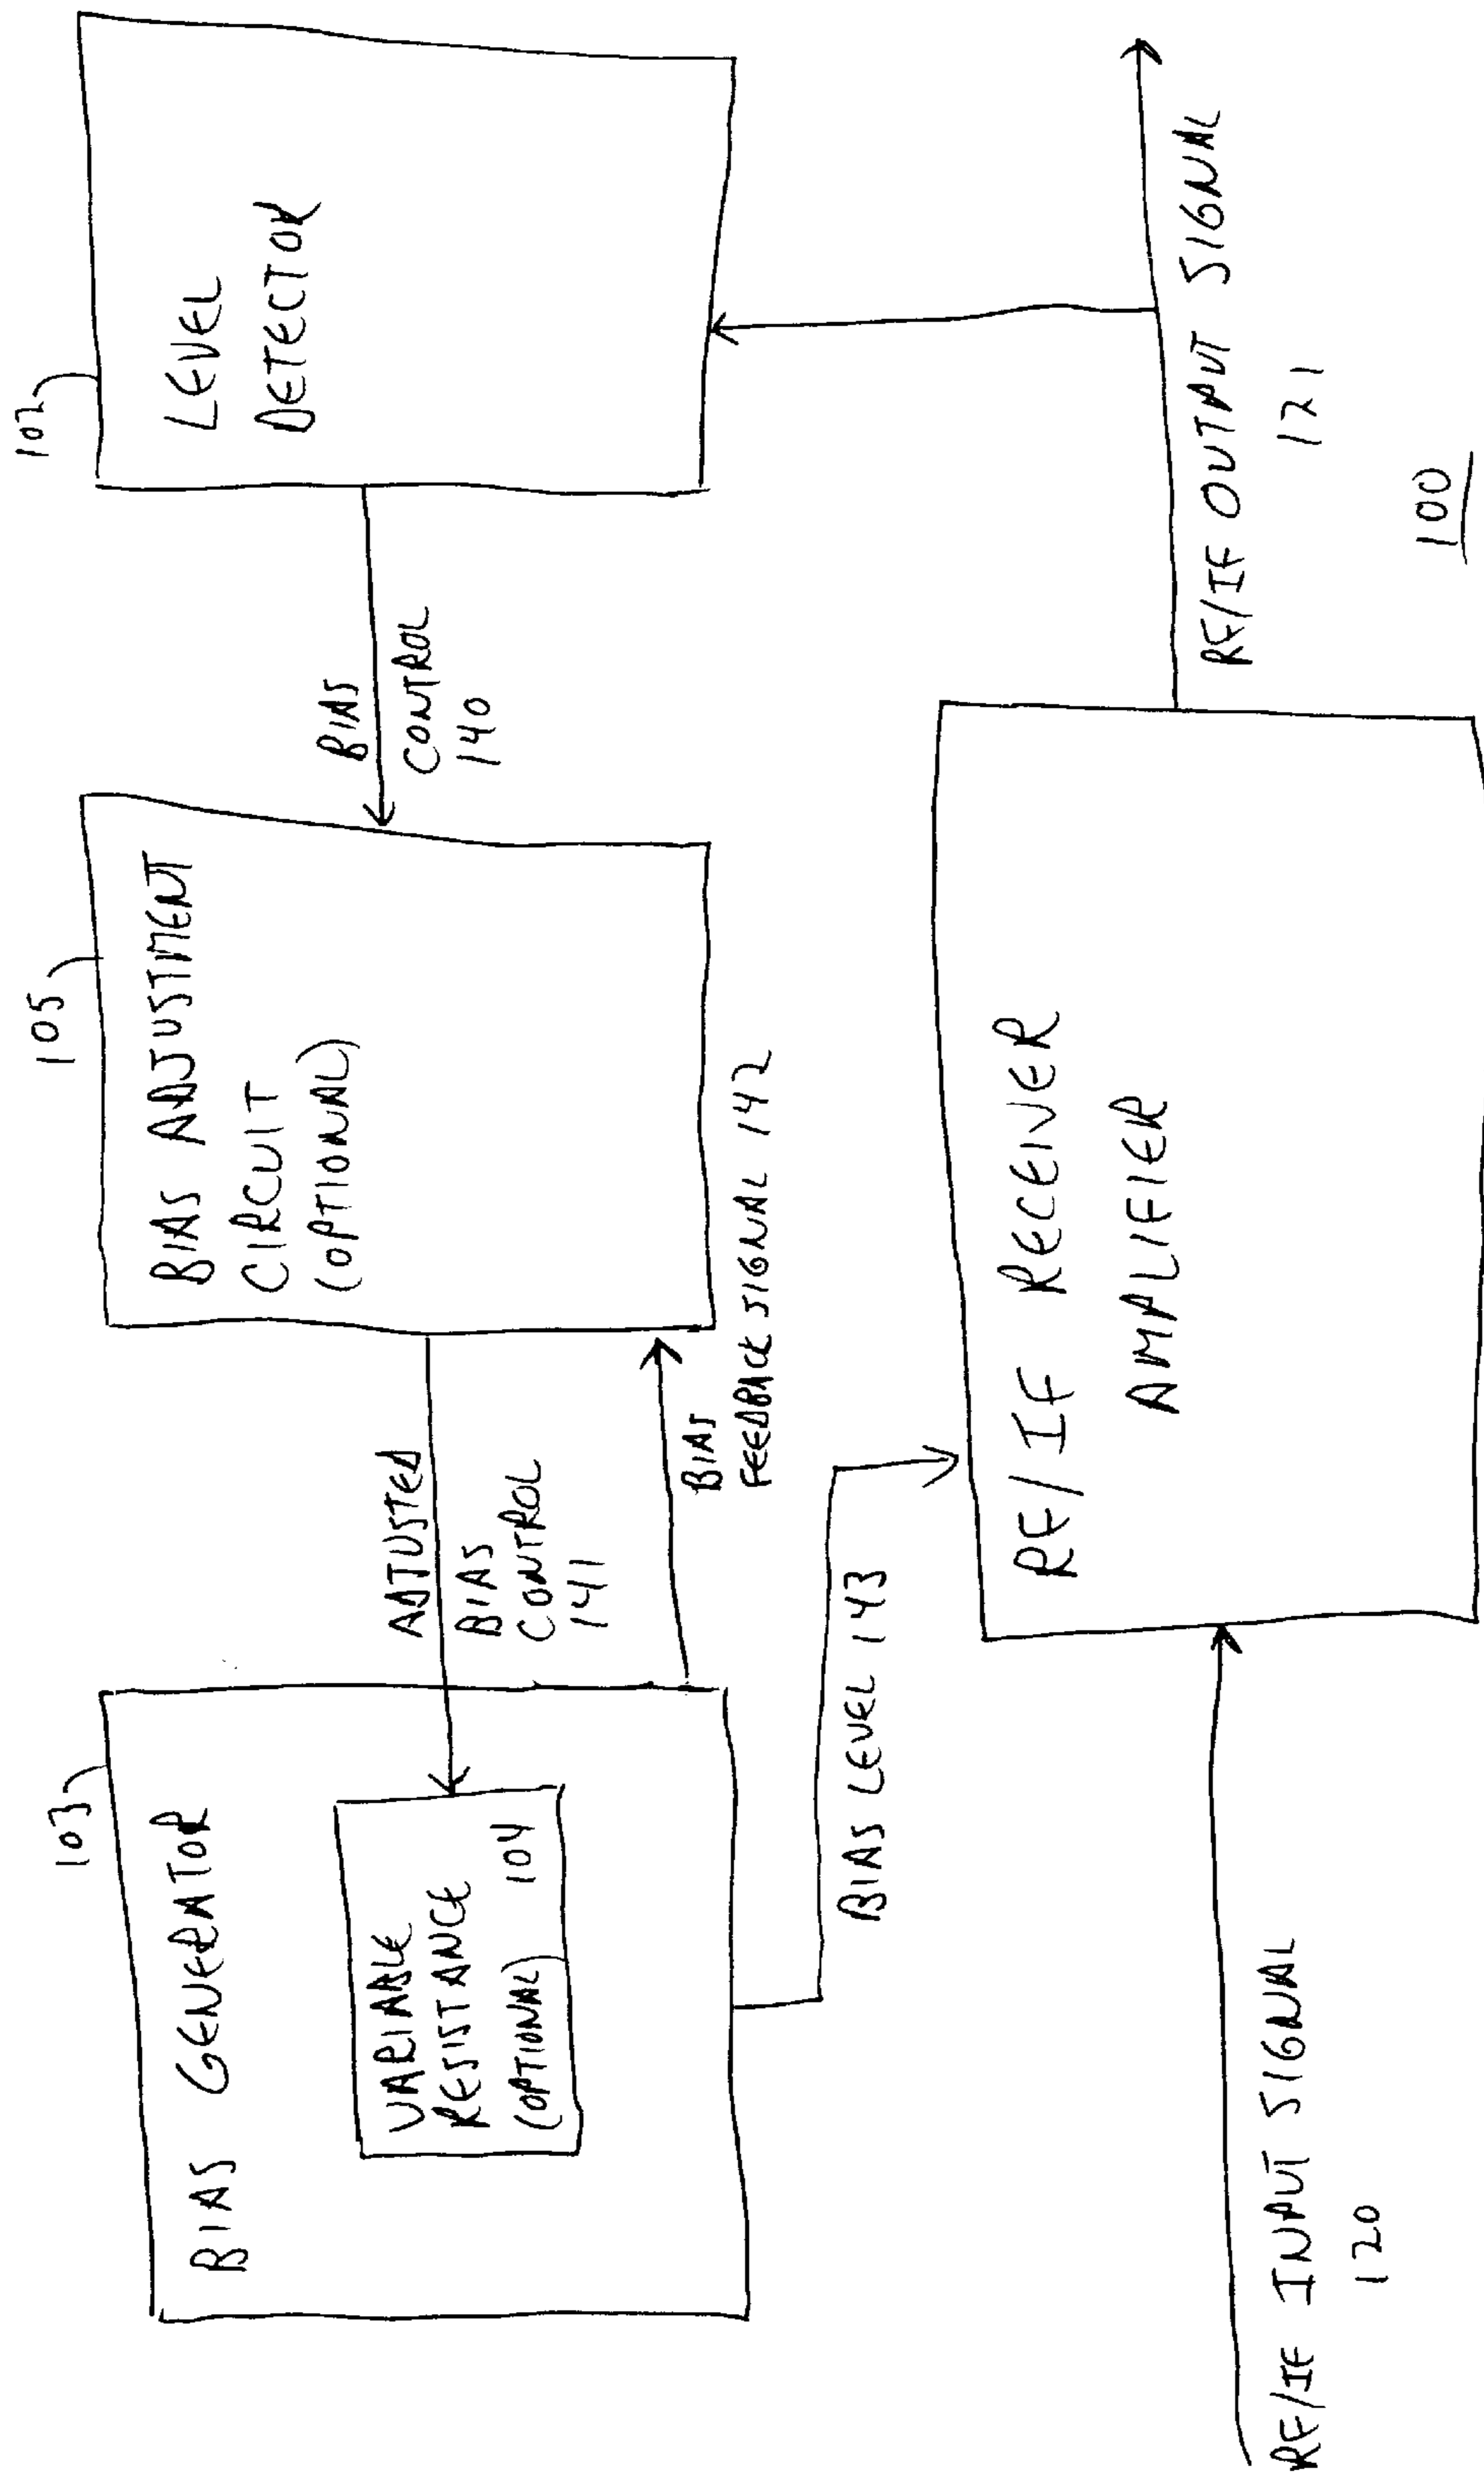 103
BIAS GENERATOR
VARIABLE
RESISTANCE
(OPTIONAL) 104
ADJUSTED
BIAS
CONTROL
141
BIAS
FEEDBACK SIGNAL 142
105
BIAS ADJUSTMENT
CIRCUIT
(OPTIONAL)
BIAS
CONTROL
140
102
LEVEL
DETECTOR
BIAS LEVEL 143
RF/IF RECEIVER
AMPLIFIER
RF/IF INPUT SIGNAL
120
RF/IF OUTPUT SIGNAL
121
100